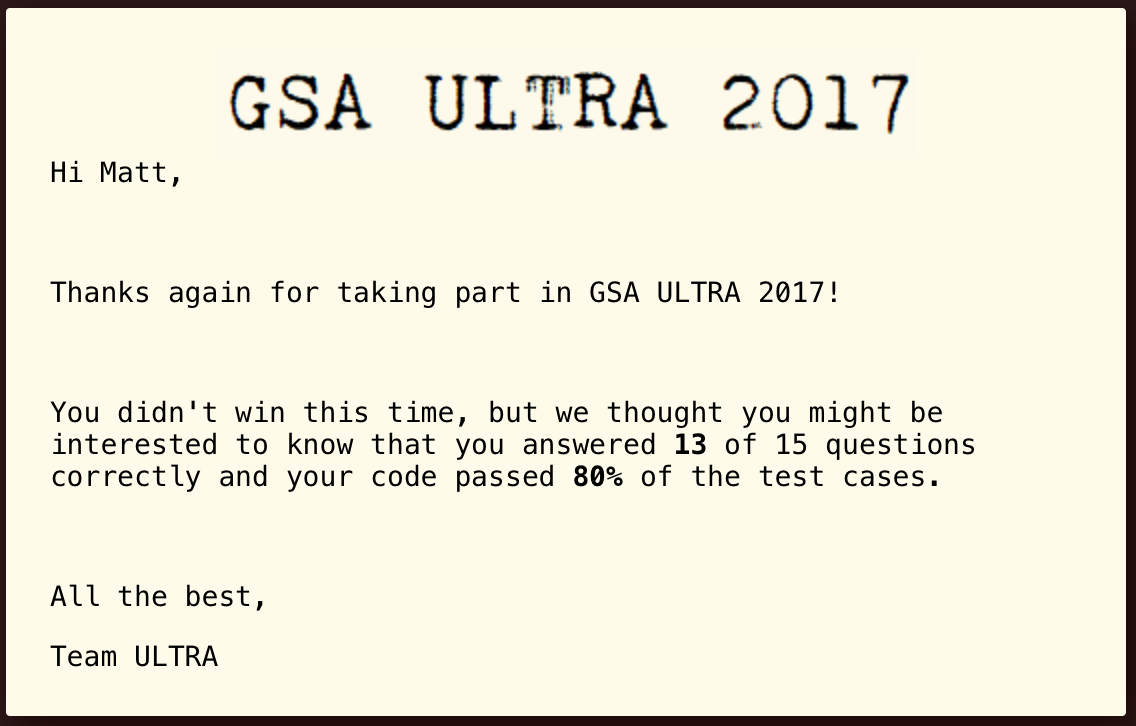 GSA ULTRA 2017
Hi Matt,
Thanks again for taking part in GSA ULTRA 2017!
You didn't win this time, but we thought you might be
interested to know that you answered 13 of 15 questions
correctly and your code passed 80% of the test cases.
All the best,
Team ULTRA